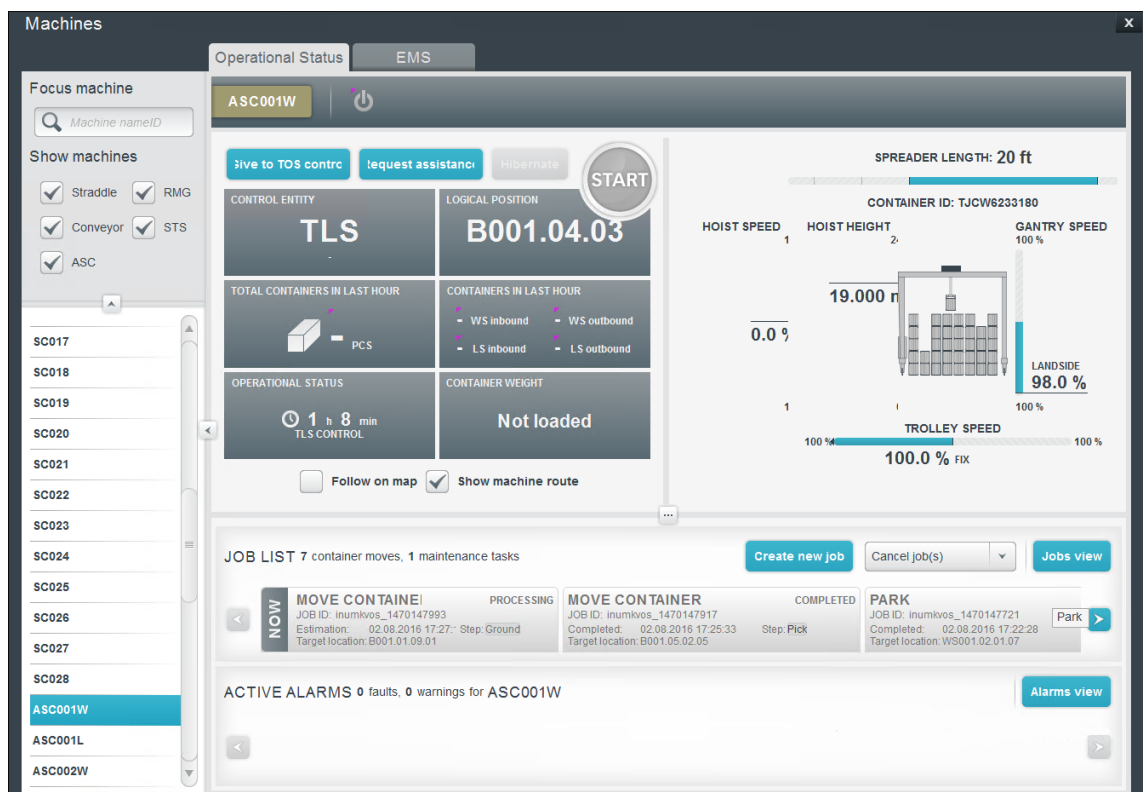 Machines
x
Operational Status
EMS
Focus machine
Machine nameID
Show machines
Straddle
RMG
Conveyor
STS
ASC
SC017
SC018
SC019
SC020
SC021
SC022
SC023
SC024
SC025
SC026
SC027
SC028
ASC001W
ASC001L
ASC002W
ASC001W
Give to TOS contro
Request assistanc
Hibernate
START
CONTROL ENTITY
TLS
-
LOGICAL POSITION
B001.04.03
TOTAL CONTAINERS IN LAST HOUR
- PCS
CONTAINERS IN LAST HOUR
- WS inbound - WS outbound
- LS inbound - LS outbound
OPERATIONAL STATUS
1 h 8 min
TLS CONTROL
CONTAINER WEIGHT
Not loaded
Follow on map
Show machine route
SPREADER LENGTH: 20 ft
CONTAINER ID: TJCW6233180
HOIST SPEED
1
0.0 %
1
HOIST HEIGHT
24
19.000 m
GANTRY SPEED
100 %
LANDSIDE
98.0 %
100 %
TROLLEY SPEED
100 %
100 %
100.0 % FIX
...
JOB LIST 7 container moves, 1 maintenance tasks
Create new job
Cancel job(s)
Jobs view
NOW
MOVE CONTAINE
PROCESSING
JOB ID: inumkvos_1470147993
Estimation: 02.08.2016 17:27: Step: Ground
Target location: B001.01.09.01
MOVE CONTAINER
COMPLETED
JOB ID: inumkvos_1470147917
Completed: 02.08.2016 17:25:33 Step: Pick
Target location: B001.05.02.05
PARK
JOB ID: inumkvos_1470147721
Completed: 02.08.2016 17:22:28
Target location: WS001.02.01.07
Park
ACTIVE ALARMS 0 faults, 0 warnings for ASC001W
Alarms view